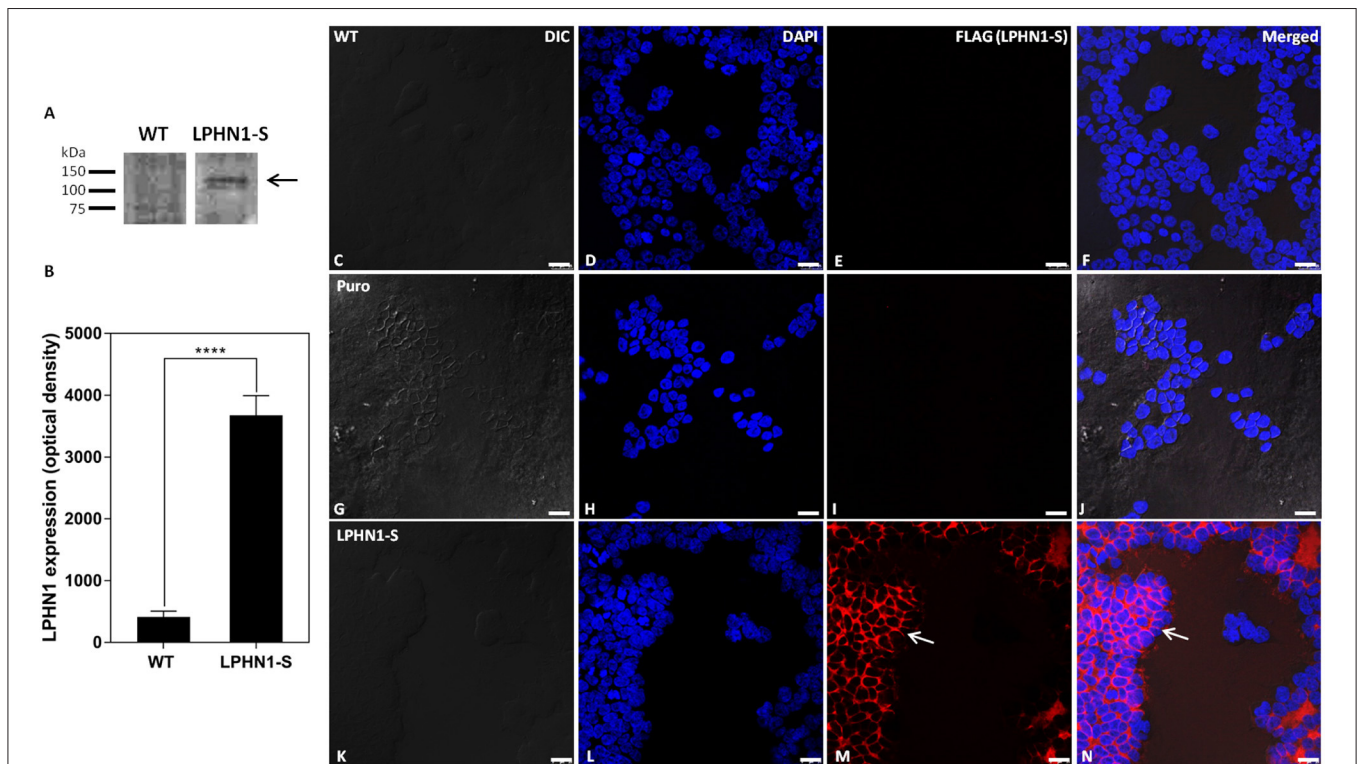 A
WT LPHN1-S
kDa
150
100
75
B
LPHN1 expression (optical density)
5000
4000
3000
2000
1000
0
****
WT LPHN1-S
WT DIC DAPI FLAG (LPHN1-S) Merged
C D E F
Puro
G H I J
LPHN1-S
K L M N